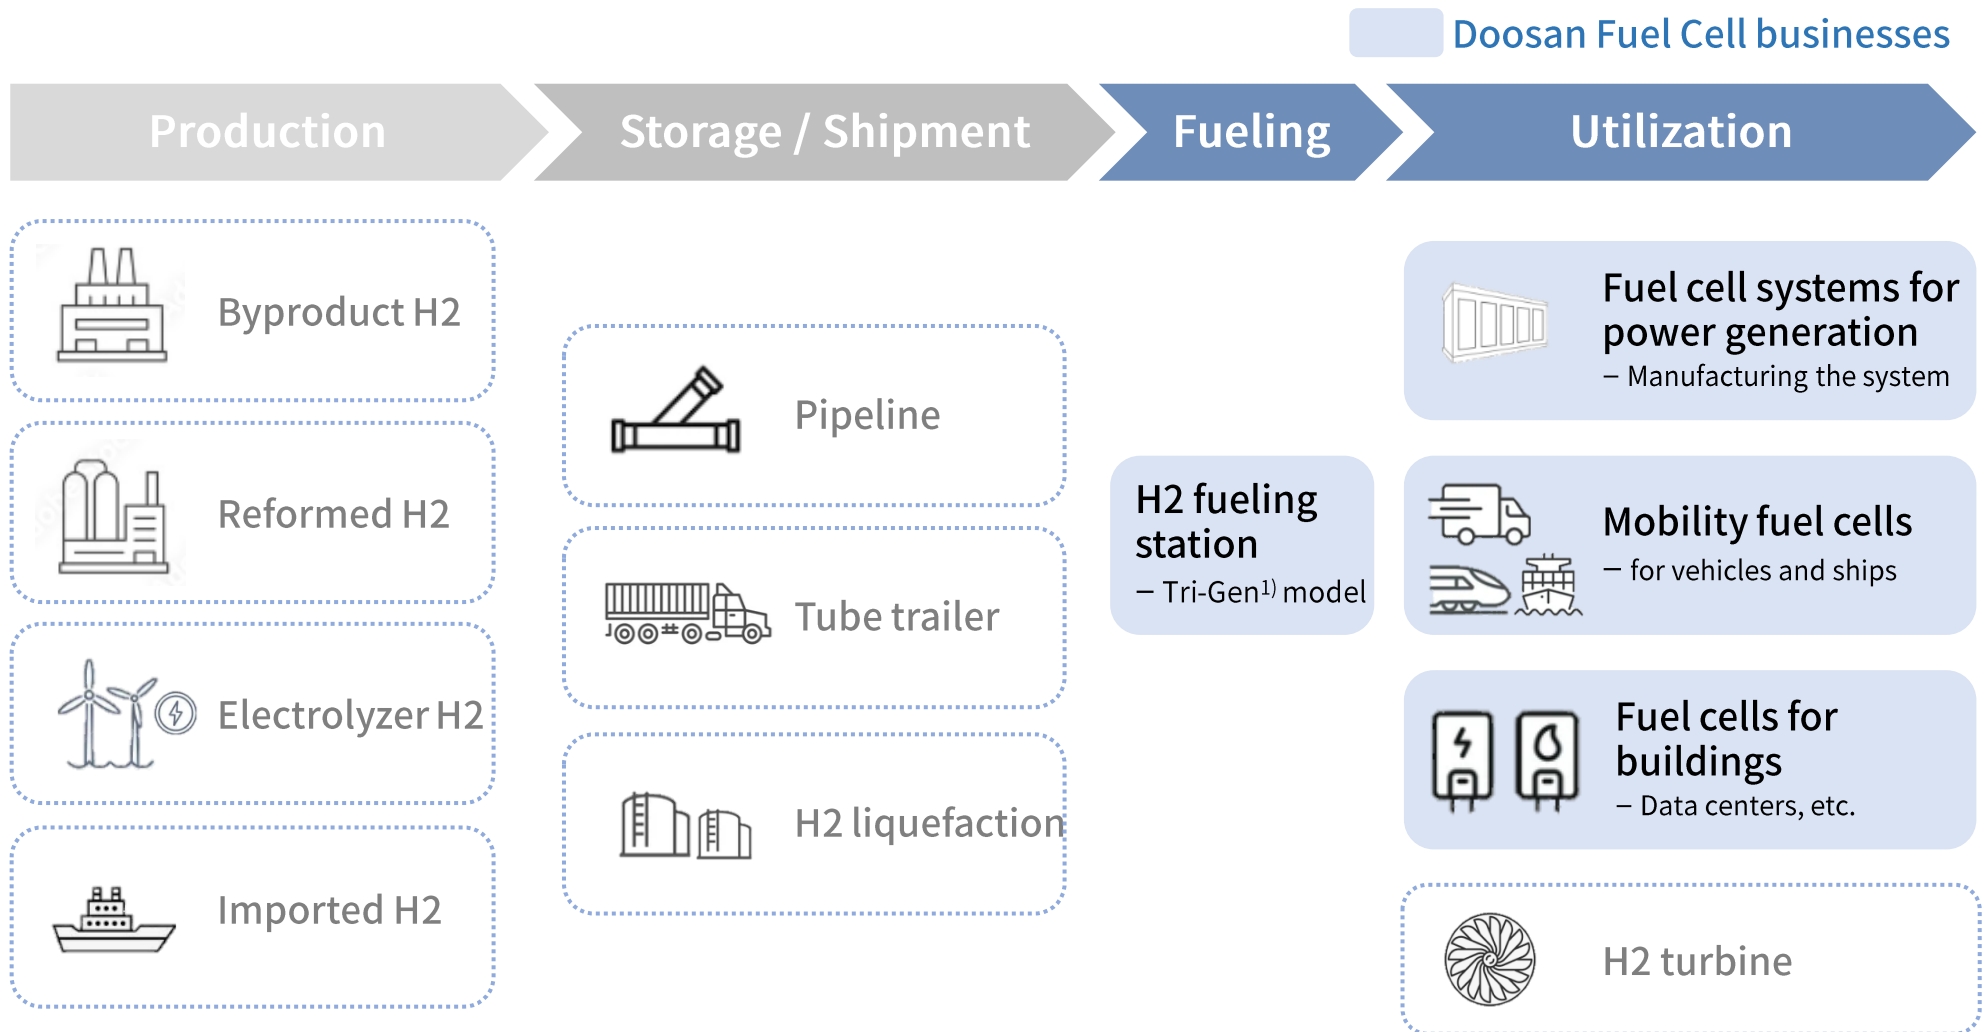 Doosan Fuel Cell businesses
Production
Storage / Shipment
Fueling
Utilization
Byproduct H2
Reformed H2
Electrolyzer H2
Imported H2
Pipeline
Tube trailer
H2 liquefaction
H2 fueling
station
– Tri-Gen1) model
Fuel cell systems for
power generation
– Manufacturing the system
Mobility fuel cells
– for vehicles and ships
Fuel cells for
buildings
– Data centers, etc.
H2 turbine